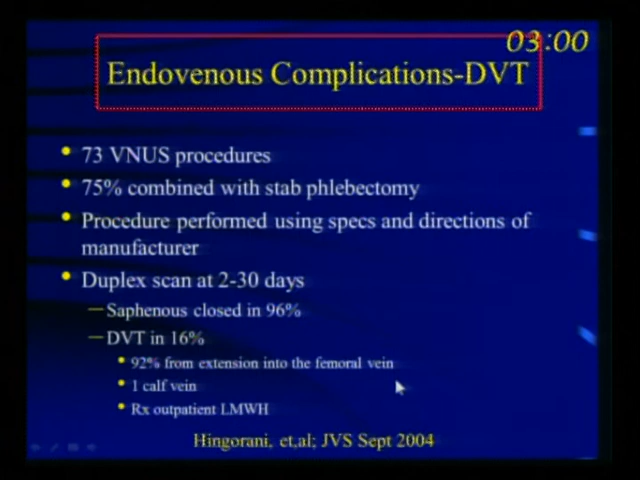 03:00
Endovenous Complications-DVT
• 73 VNUS procedures
• 75% combined with stab phlebectomy
• Procedure performed using specs and directions of
manufacturer
• Duplex scan at 2-30 days
– Saphenous closed in 96%
– DVT in 16%
• 92% from extension into the femoral vein
• 1 calf vein
• Rx outpatient LMWH
Hingorani, et,al; JVS Sept 2004